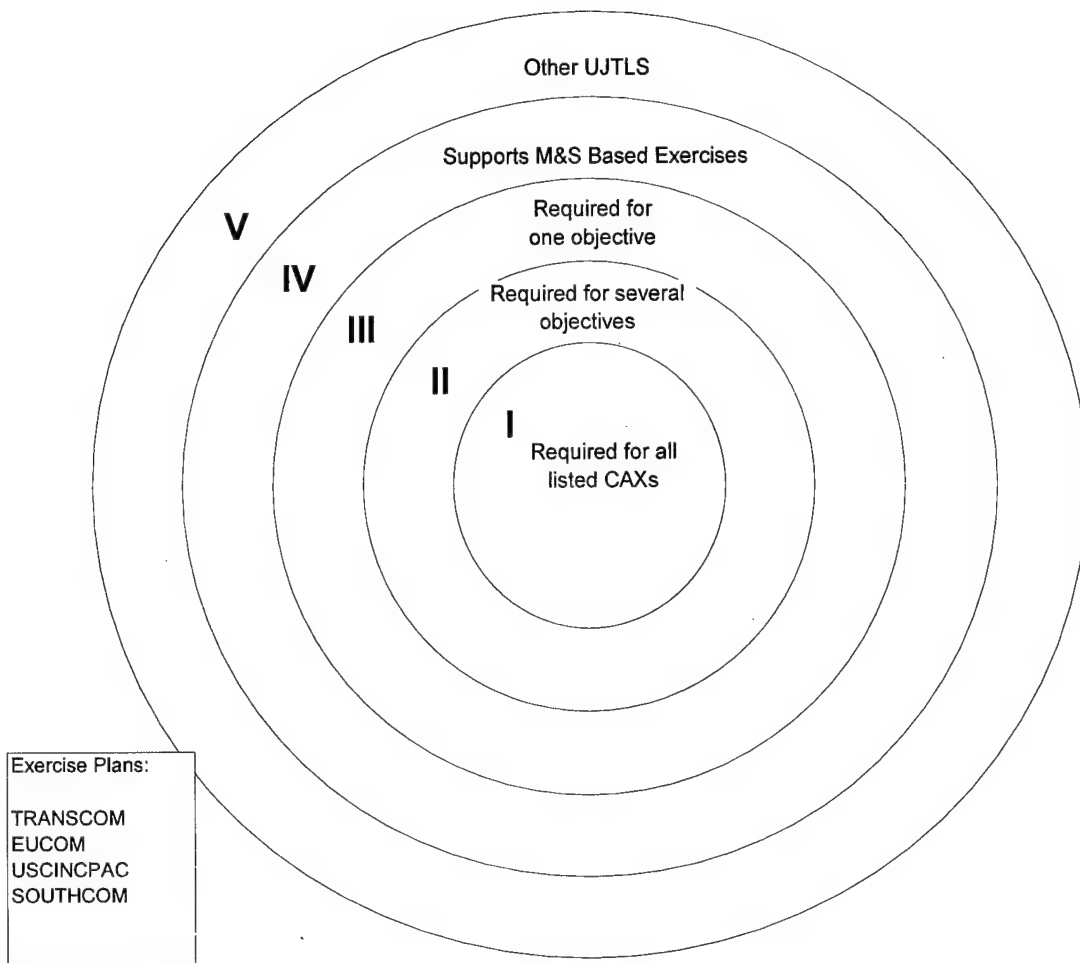 Other UJTLS
Supports M&S Based Exercises
Required for
one objective
Required for several
objectives
V
IV
III
II
I
Required for all
listed CAXs
Exercise Plans:
TRANSCOM
EUCOM
USCINCPAC
SOUTHCOM